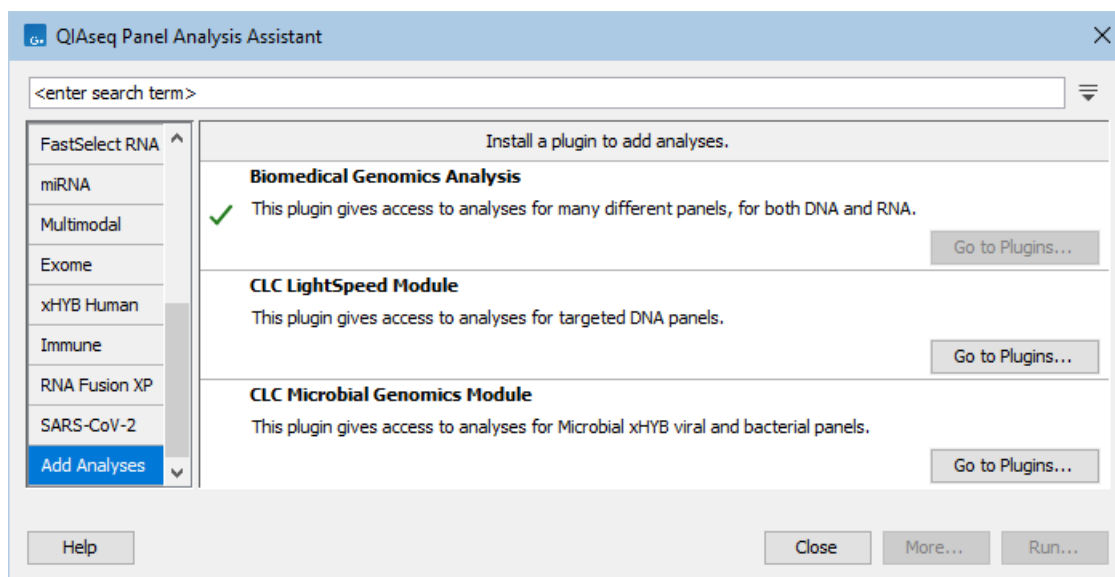 G.
QIAseq Panel Analysis Assistant
<enter search term>
FastSelect RNA
miRNA
Multimodal
Exome
xHYB Human
Immune
RNA Fusion XP
SARS-CoV-2
Add Analyses
Install a plugin to add analyses.
Biomedical Genomics Analysis
This plugin gives access to analyses for many different panels, for both DNA and RNA.
Go to Plugins...
CLC LightSpeed Module
This plugin gives access to analyses for targeted DNA panels.
Go to Plugins...
CLC Microbial Genomics Module
This plugin gives access to analyses for Microbial xHYB viral and bacterial panels.
Go to Plugins...
Help
Close
More...
Run...